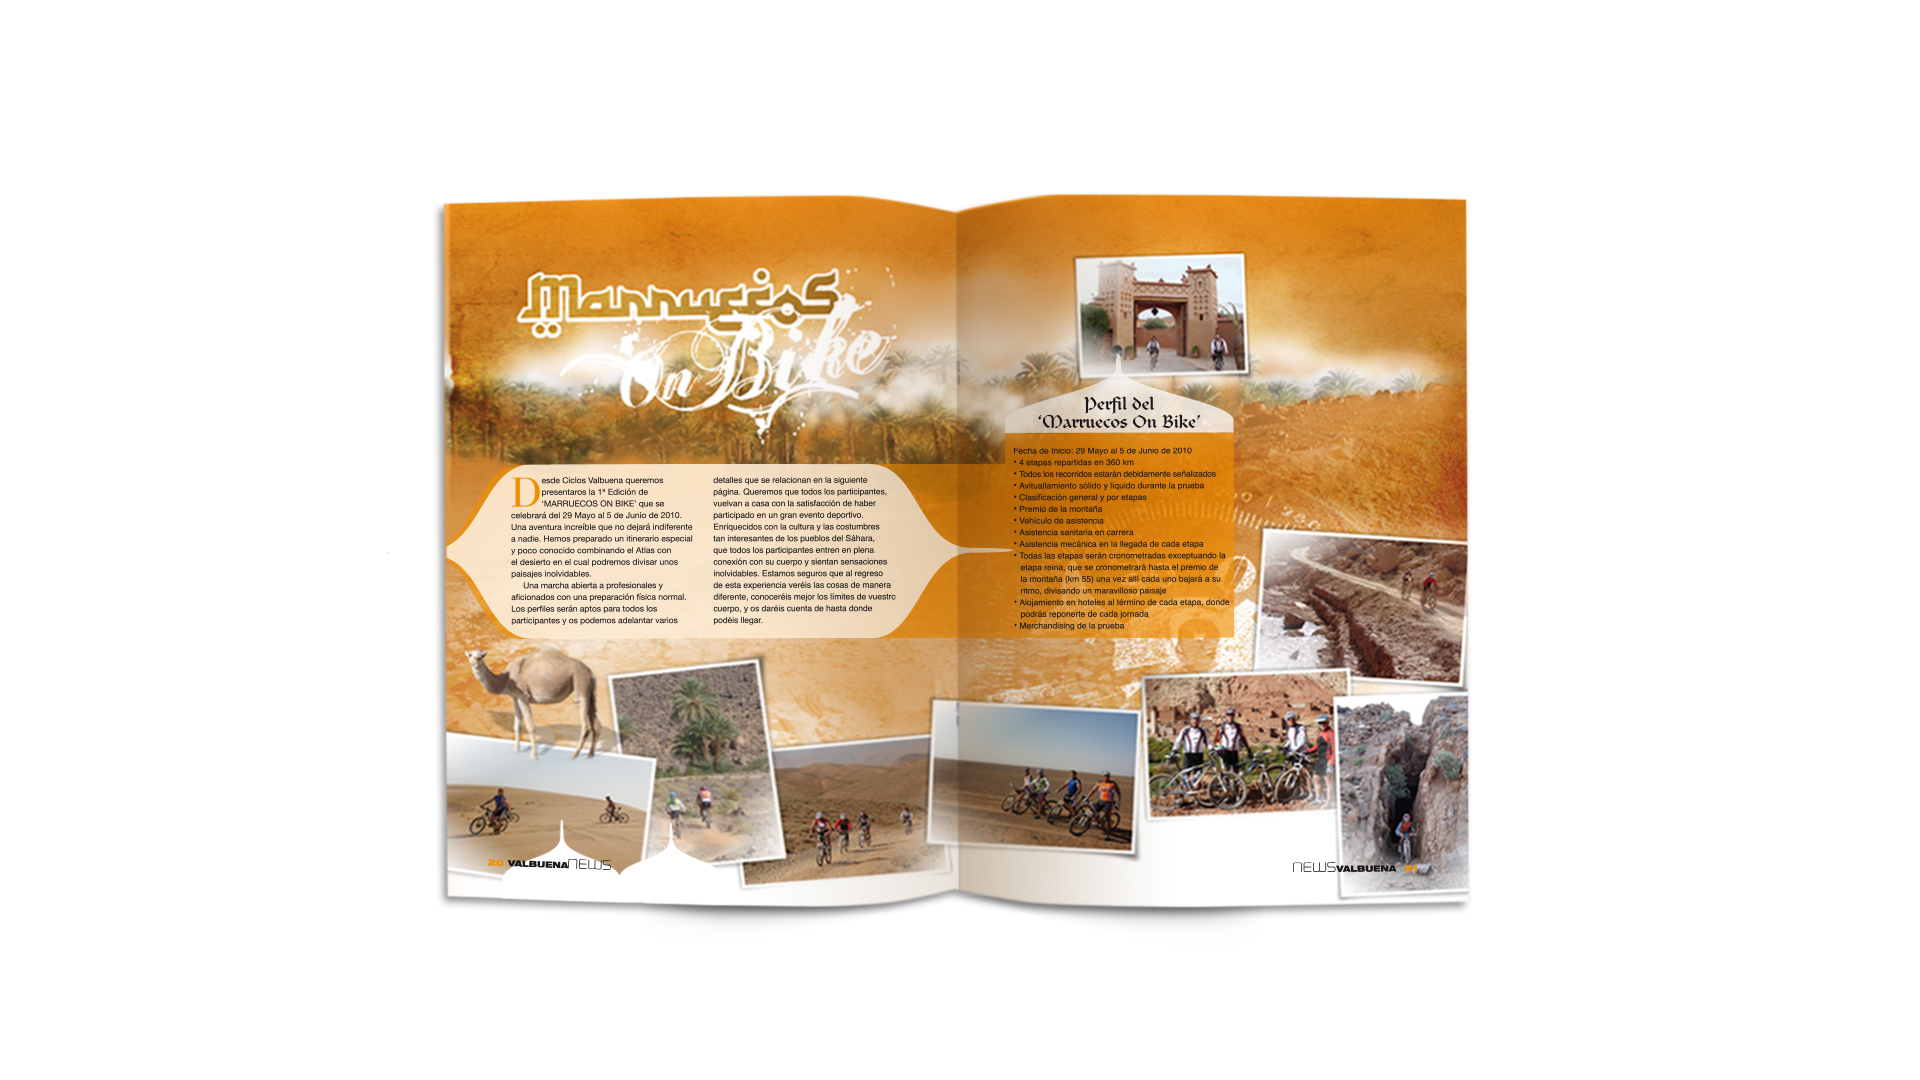 Marruecos
On Bike
Desde Ciclos Valbuena queremos
presentaros la 1ª Edición de
‘MARRUECOS ON BIKE’ que se
celebrará del 29 Mayo al 5 de Junio de 2010.
Una aventura increíble que no dejará indiferente
a nadie. Hemos preparado un itinerario especial
y poco conocido combinando el Atlas con
el desierto en el cual podremos divisar unos
paisajes inolvidables.
Una marcha abierta a profesionales y
aficionados con una preparación física normal.
Los perfiles serán aptos para todos los
participantes y os podemos adelantar varios
detalles que se relacionan en la siguiente
página. Queremos que todos los participantes,
vuelvan a casa con la satisfacción de haber
participado en un gran evento deportivo.
Enriquecidos con la cultura y las costumbres
tan interesantes de los pueblos del Sáhara,
que todos los participantes entren en plena
conexión con su cuerpo y sientan sensaciones
inolvidables. Estamos seguros que al regreso
de esta experiencia veréis las cosas de manera
diferente, conoceréis mejor los límites de vuestro
cuerpo, y os daréis cuenta de hasta donde
podéis llegar.
20 VALBUENANEWS
Perfil del
‘Marruecos On Bike’
Fecha de Inicio: 29 Mayo al 5 de Junio de 2010
• 4 etapas repartidas en 360 km
• Todos los recorridos estarán debidamente señalizados
• Avituallamiento sólido y líquido durante la prueba
• Clasificación general y por etapas
• Premio de la montaña
• Vehículo de asistencia
• Asistencia sanitaria en carrera
• Asistencia mecánica en la llegada de cada etapa
• Todas las etapas serán cronometradas exceptuando la
etapa reina, que se cronometrará hasta el premio de
la montaña (km 55) una vez allí cada uno bajará a su
ritmo, divisando un maravilloso paisaje
• Alojamiento en hoteles al término de cada etapa, donde
podrás reponerte de cada jornada
• Merchandising de la prueba
NEWSVALBUENA